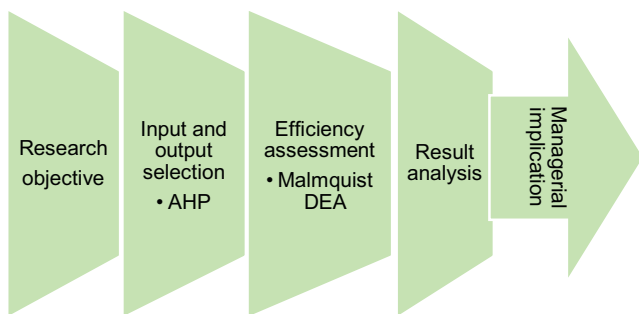 Research
objective
Input and
output
selection
• AHP
Efficiency
assessment
• Malmquist
DEA
Result
analysis
Managerial
implication